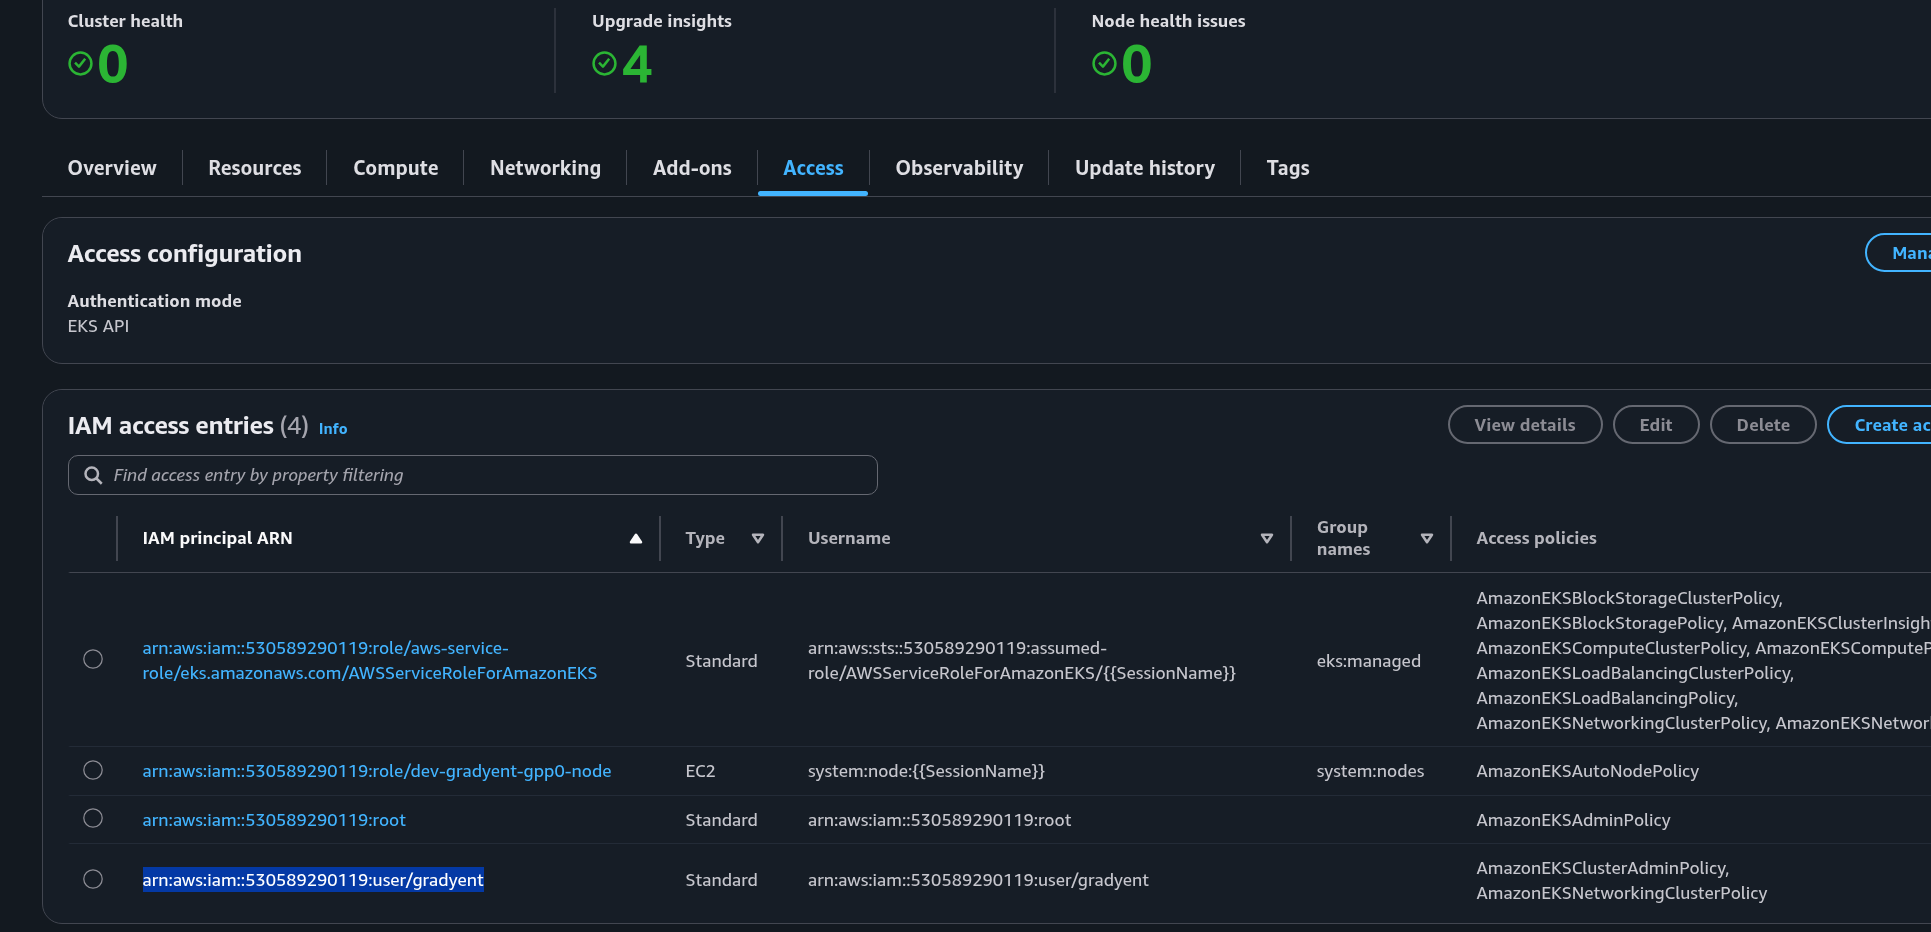 Cluster health
0
Upgrade insights
4
Node health issues
0
Overview
Resources
Compute
Networking
Add-ons
Access
Observability
Update history
Tags
Access configuration
Authentication mode
EKS API
IAM access entries (4) Info
View details
Edit
Delete
Find access entry by property filtering
IAM principal ARN
Type
Username
Group
names
Access policies
arn:aws:iam::530589290119:role/aws-service-
role/eks.amazonaws.com/AWSServiceRoleForAmazonEKS
Standard
arn:aws:sts::530589290119:assumed-
role/AWSServiceRoleForAmazonEKS/{{SessionName}}
eks:managed
AmazonEKSBlockStorageClusterPolicy,
AmazonEKSBlockStoragePolicy,
AmazonEKSComputeClusterPolicy,
AmazonEKSLoadBalancingClusterPolicy,
AmazonEKSLoadBalancingPolicy,
AmazonEKSNetworkingClusterPolicy,
arn:aws:iam::530589290119:role/dev-gradyent-gpp0-node
EC2
system:node:{{SessionName}}
system:nodes
AmazonEKSAutoNodePolicy
arn:aws:iam::530589290119:root
Standard
arn:aws:iam::530589290119:root
AmazonEKSAdminPolicy
arn:aws:iam::530589290119:user/gradyent
Standard
arn:aws:iam::530589290119:user/gradyent
AmazonEKSClusterAdminPolicy,
AmazonEKSNetworkingClusterPolicy